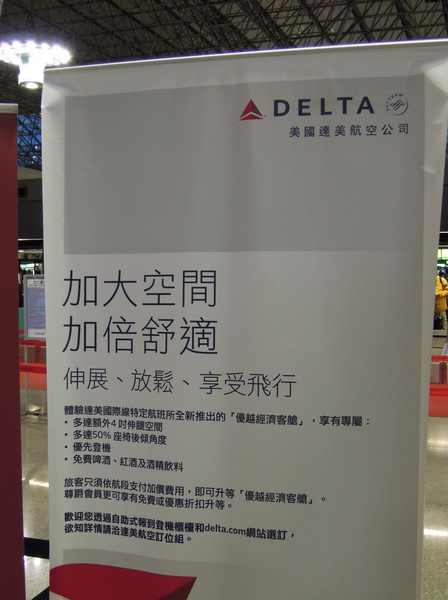 DELTA
美國達美航空公司
加大空間
加倍舒適
伸展、放鬆、享受飛行
體驗達美國際線特定航班所全新推出的「優越經濟客艙」，享有專屬：
• 多達額外4吋伸腿空間
• 多達50% 座椅後傾角度
• 優先登機
• 免費啤酒、紅酒及酒精飲料
旅客只須依航段支付加價費用，即可升等「優越經濟客艙」。
尊爵會員更可享有免費或優惠折扣升等。
歡迎您透過自助式報到登機櫃檯和delta.com網站選訂，
欲知詳情請洽達美航空訂位組。